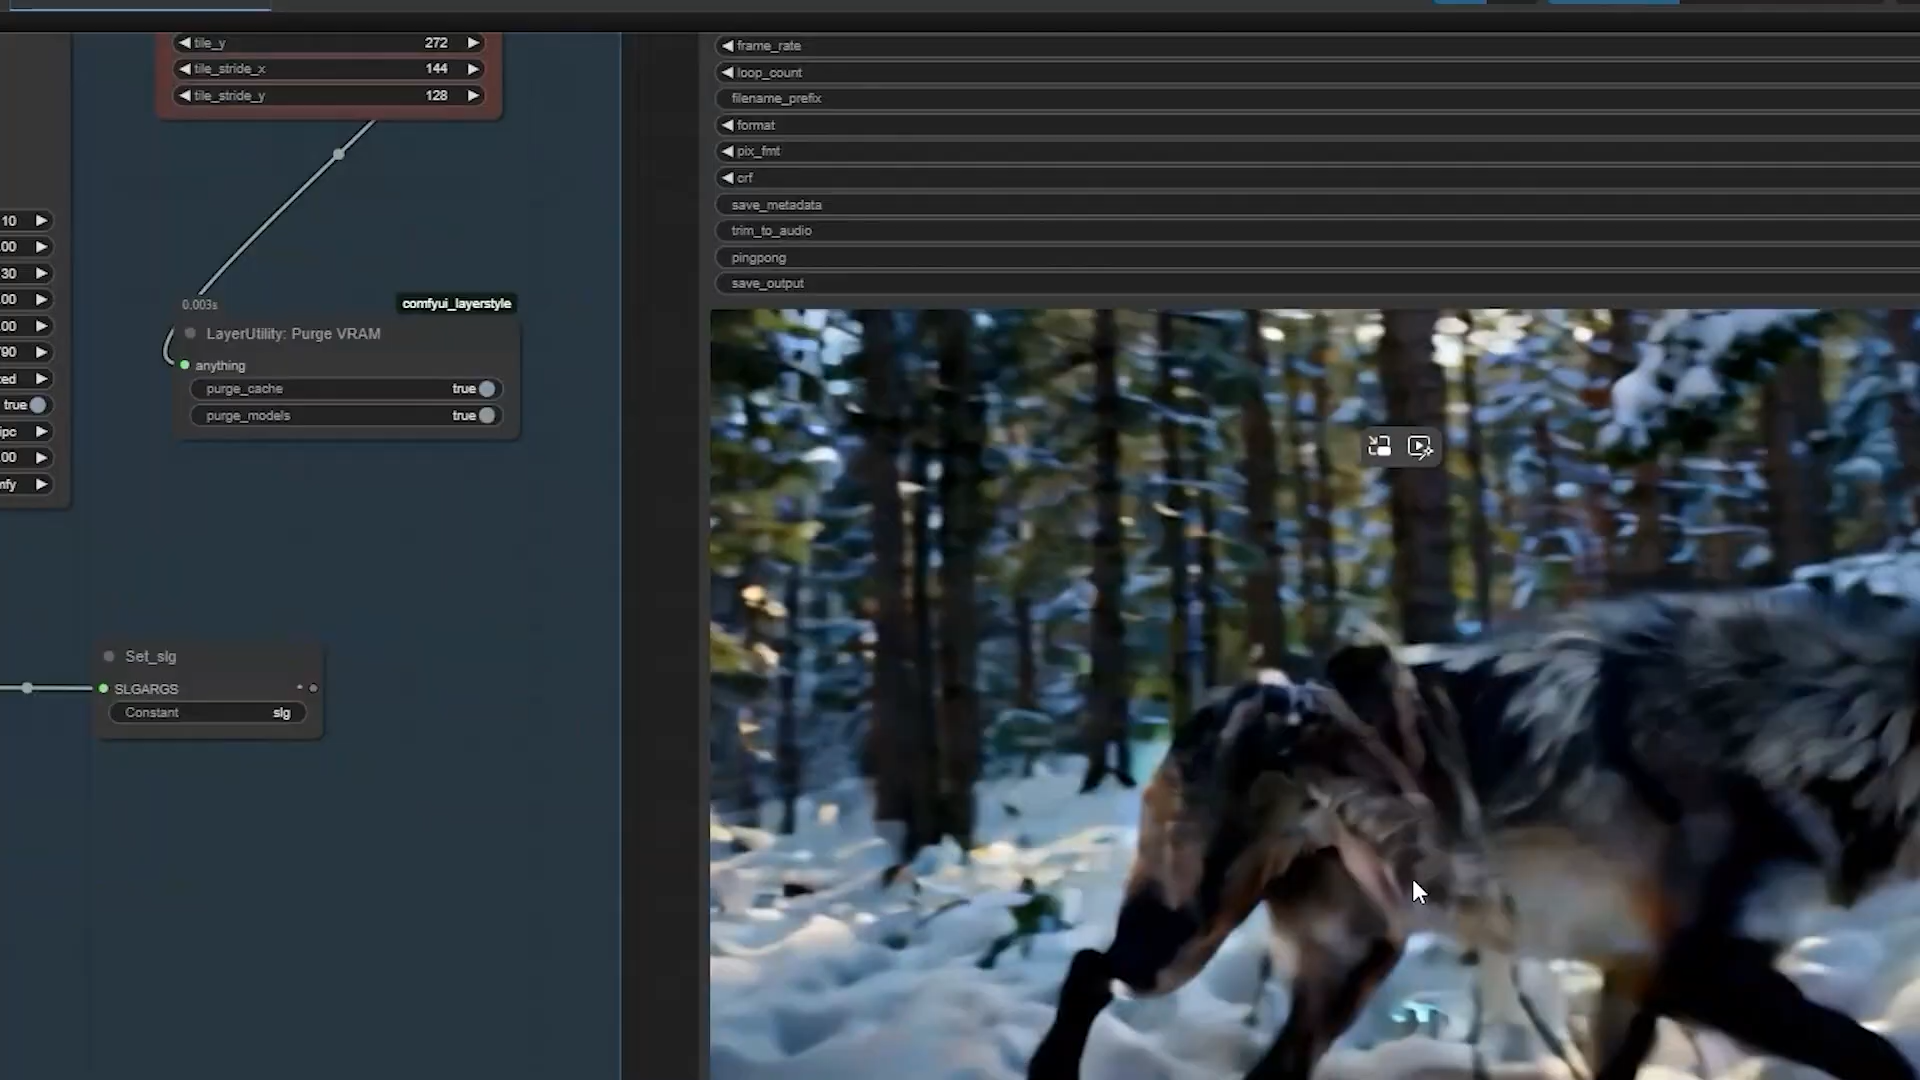 tile_y 272
tile_stride_x 144
tile_stride_y 128
10
.00
30
.00
.00
true
.00
0.003s
comfyui_layerstyle
LayerUtility: Purge VRAM
anything
purge_cache true
purge_models true
Set_slg
SLGARGS
Constant slg
frame_rate
loop_count
filename_prefix
format
pix_fmt
crf
save_metadata
trim_to_audio
pingpong
save_output